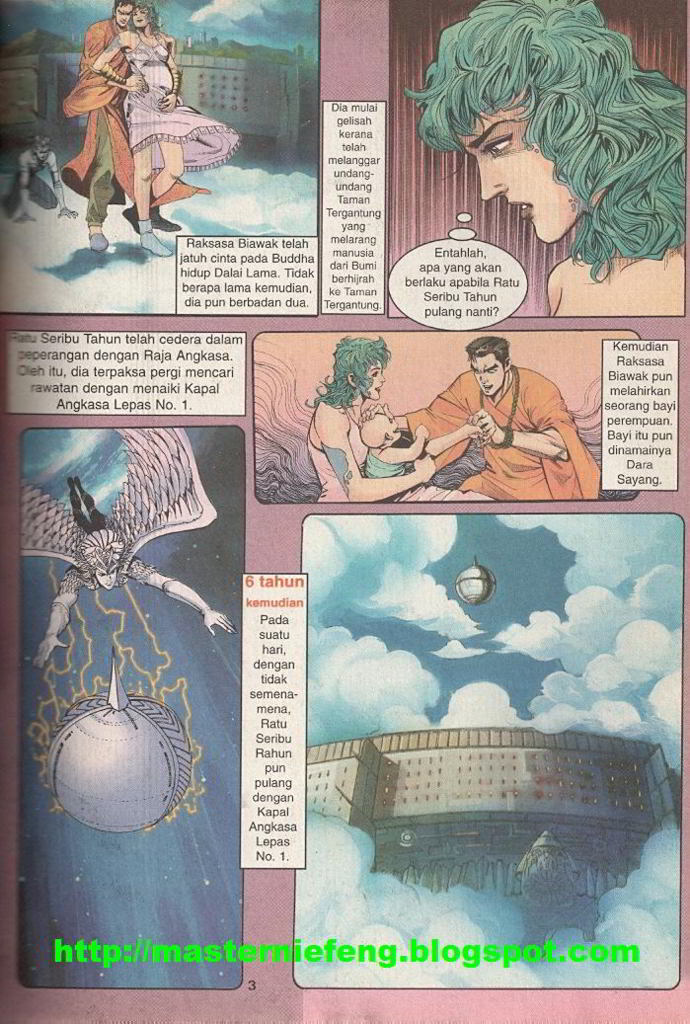 Raksasa Biawak telah
jatuh cinta pada Buddha
hidup Dalai Lama. Tidak
berapa lama kemudian,
dia pun berbadan dua.
Dia mulai
gelisah
kerana
telah
melanggar
undang-
undang
Taman
Tergantung
yang
melarang
manusia
dari Bumi
berhijrah
ke Taman
Tergantung.
Entahlah,
apa yang akan
berlaku apabila Ratu
Seribu Tahun
pulang nanti?
Ratu Seribu Tahun telah cedera dalam
peperangan dengan Raja Angkasa.
Oleh itu, dia terpaksa pergi mencari
rawatan dengan menaiki Kapal
Angkasa Lepas No. 1.
Kemudian
Raksasa
Biawak pun
melahirkan
seorang bayi
perempuan.
Bayi itu pun
dinamainya
Dara
Sayang.
6 tahun
kemudian
Pada
suatu
hari,
dengan
tidak
semena-
mena,
Ratu
Seribu
Rahun
pun
pulang
dengan
Kapal
Angkasa
Lepas
No. 1.
http://masterniefeng.blogspot.com
3